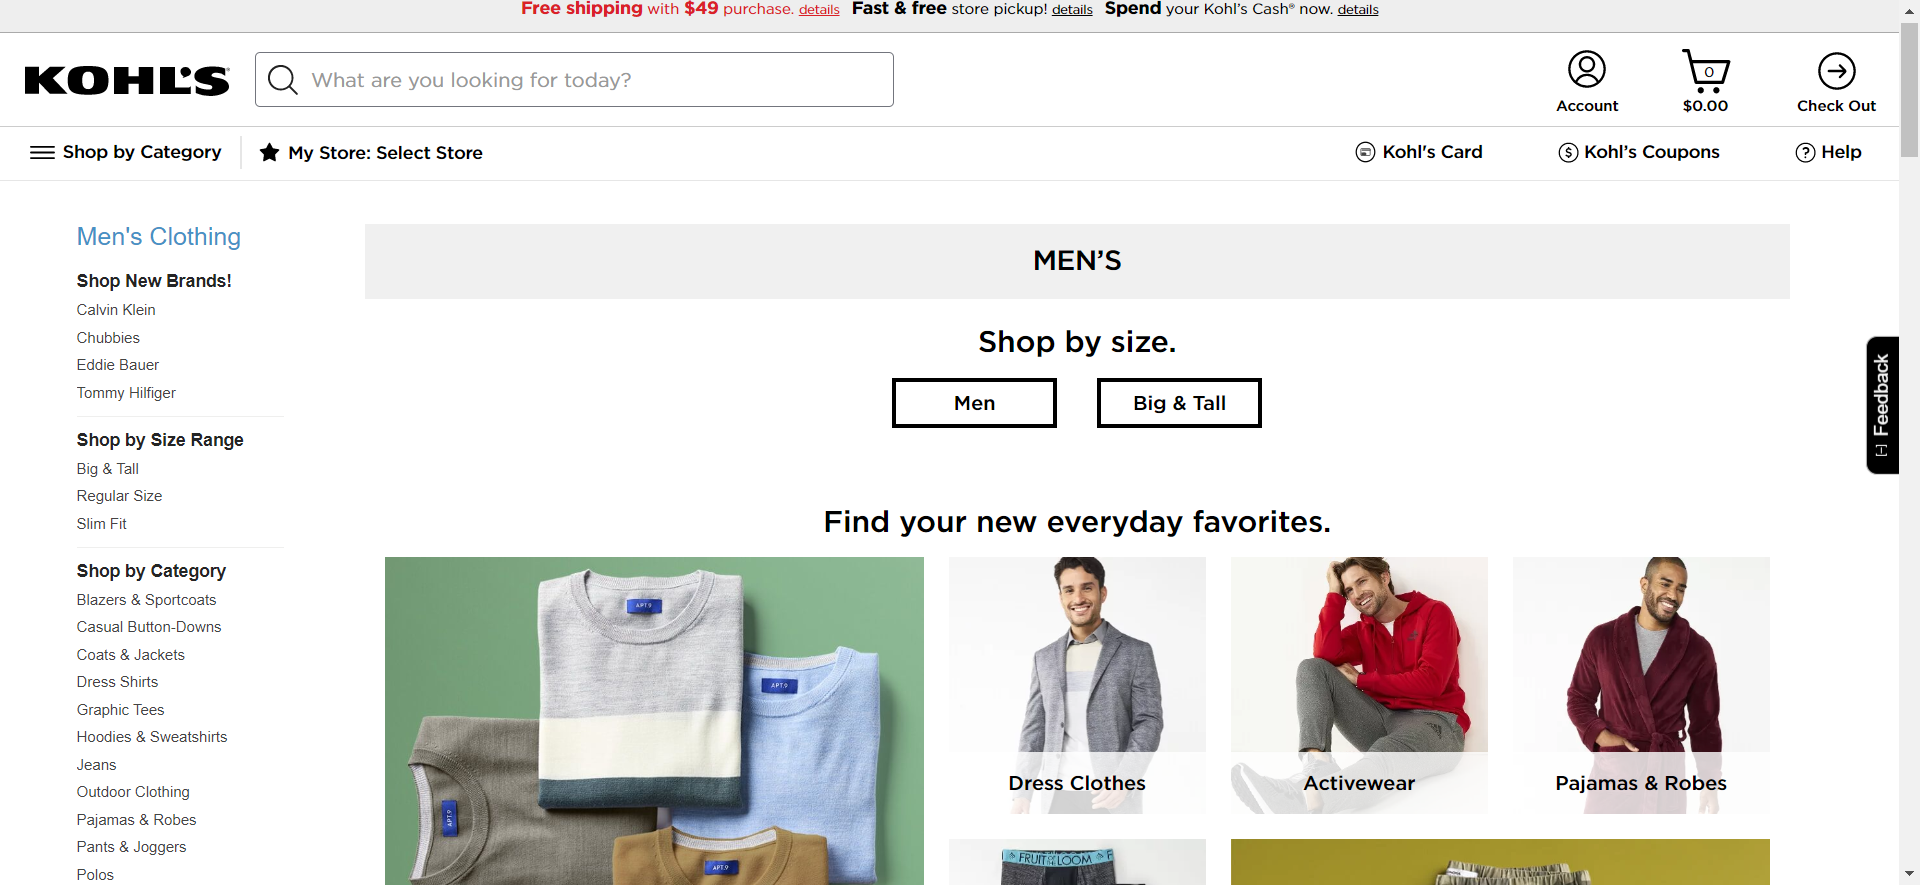 Free shipping with $49 purchase. details Fast & free store pickup! details Spend your Kohl's Cash® now. details
KOHL'S
What are you looking for today?
Account
0
$0.00
Check Out
Shop by Category
My Store: Select Store
Kohl's Card
$ Kohl's Coupons
? Help
Men's Clothing
Shop New Brands!
Calvin Klein
Chubbies
Eddie Bauer
Tommy Hilfiger
Shop by Size Range
Big & Tall
Regular Size
Slim Fit
Shop by Category
Blazers & Sportcoats
Casual Button-Downs
Coats & Jackets
Dress Shirts
Graphic Tees
Hoodies & Sweatshirts
Jeans
Outdoor Clothing
Pajamas & Robes
Pants & Joggers
Polos
MEN'S
Shop by size.
Men
Big & Tall
Find your new everyday favorites.
APT.9
APT.9
APT.9
APT.9
Dress Clothes
Activewear
Pajamas & Robes
FRUIT OF THE LOOM F
[-] Feedback